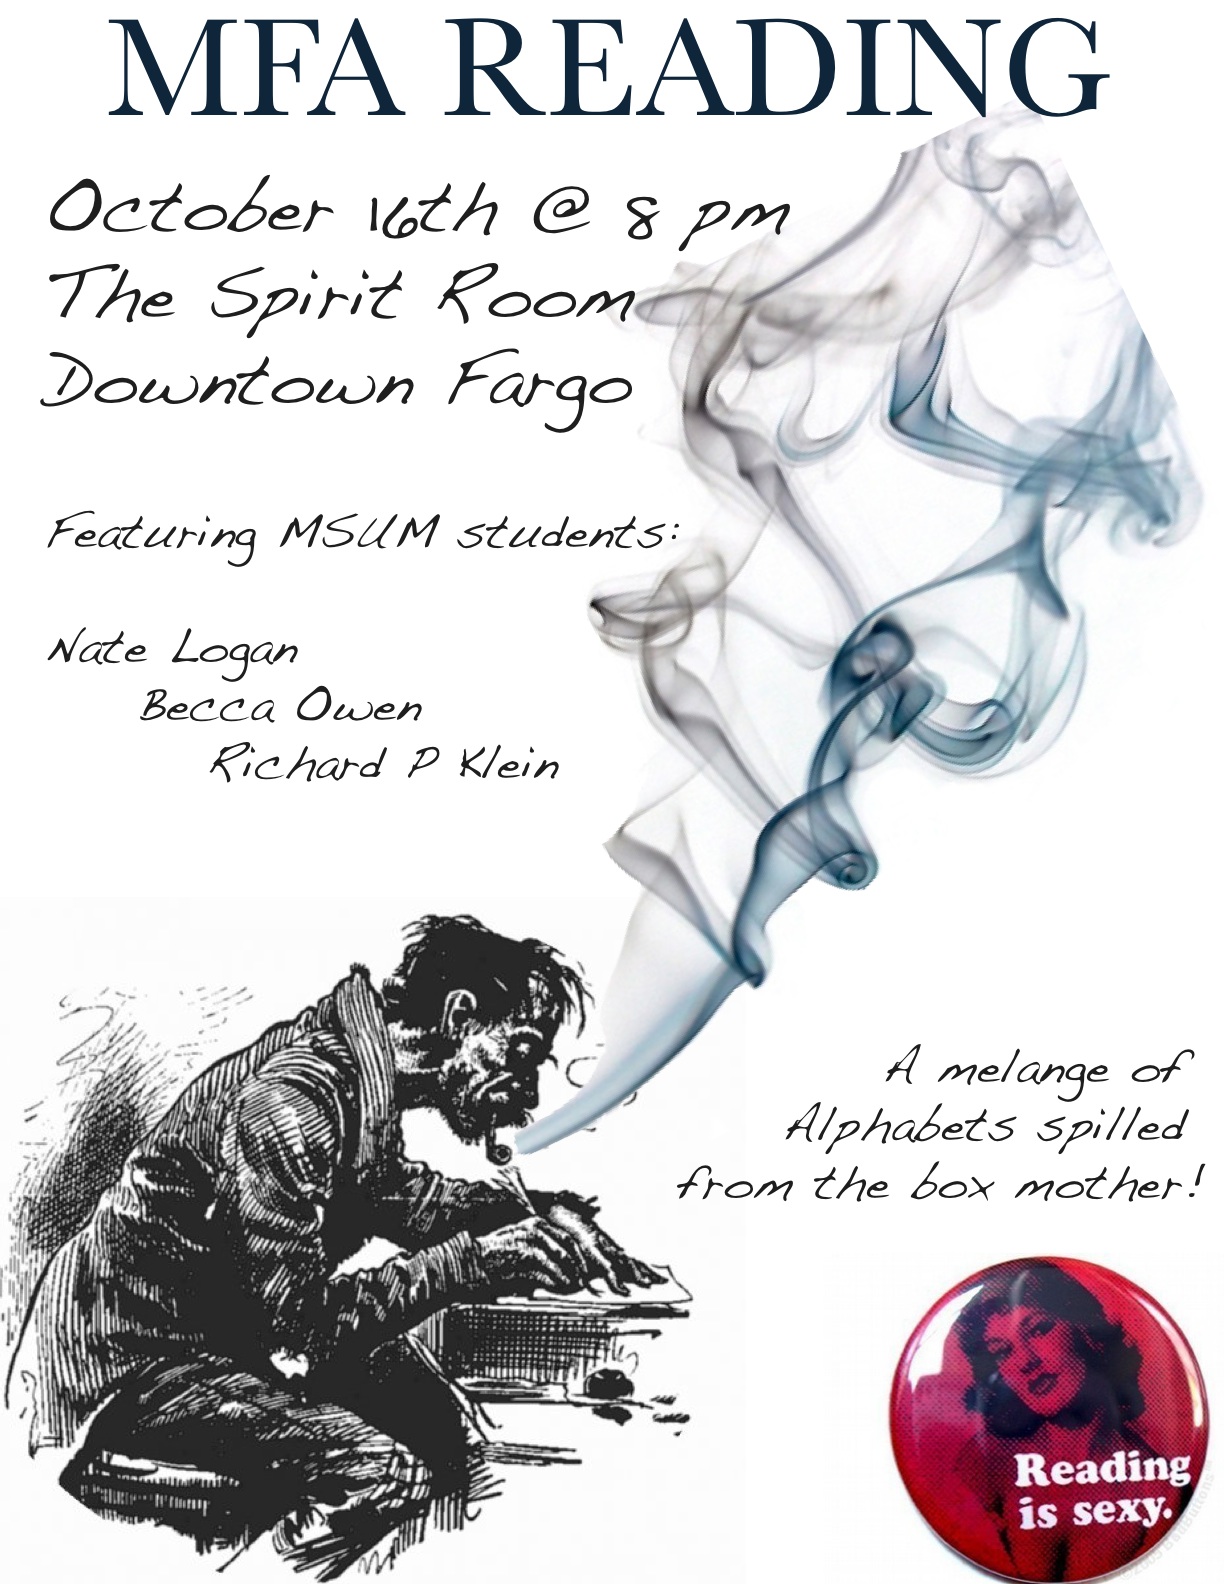 MFA READING
October 16th @ 8 pm
The Spirit Room
Downtown Fargo
Featuring MSUM students:
Nate Logan
Becca Owen
Richard P Klein
A melange of
Alphabets spilled
from the box mother!
Reading
is sexy.